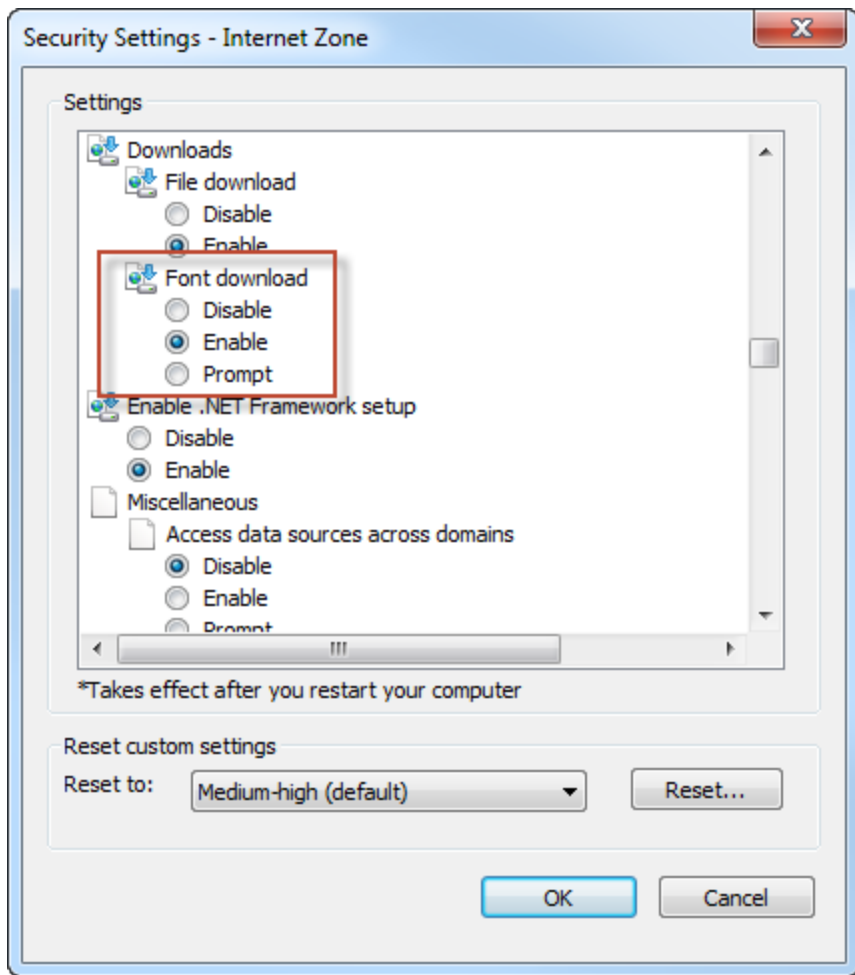 Security Settings - Internet Zone
Settings
Downloads
File download
Disable
Enable
Font download
Disable
Enable
Prompt
Enable .NET Framework setup
Disable
Enable
Miscellaneous
Access data sources across domains
Disable
Enable
Prompt
*Takes effect after you restart your computer
Reset custom settings
Reset to:
Medium-high (default)
Reset...
OK
Cancel